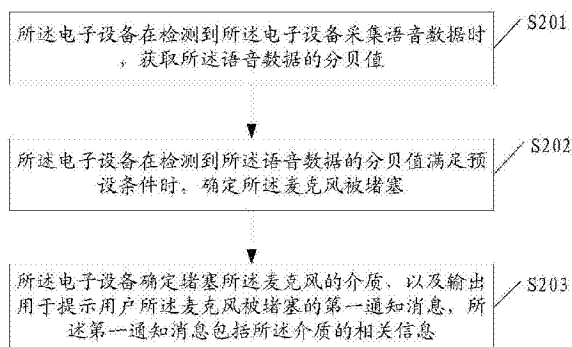 所述电子设备在检测到所述电子设备采集语音数据时
，获取所述语音数据的分贝值
S201
所述电子设备在检测到所述语音数据的分贝值满足预
设条件时，确定所述麦克风被堵塞
S202
所述电子设备确定堵塞所述麦克风的介质，以及输出
用于提示用户所述麦克风被堵塞的第一通知消息，所
述第一通知消息包括所述介质的相关信息
S203